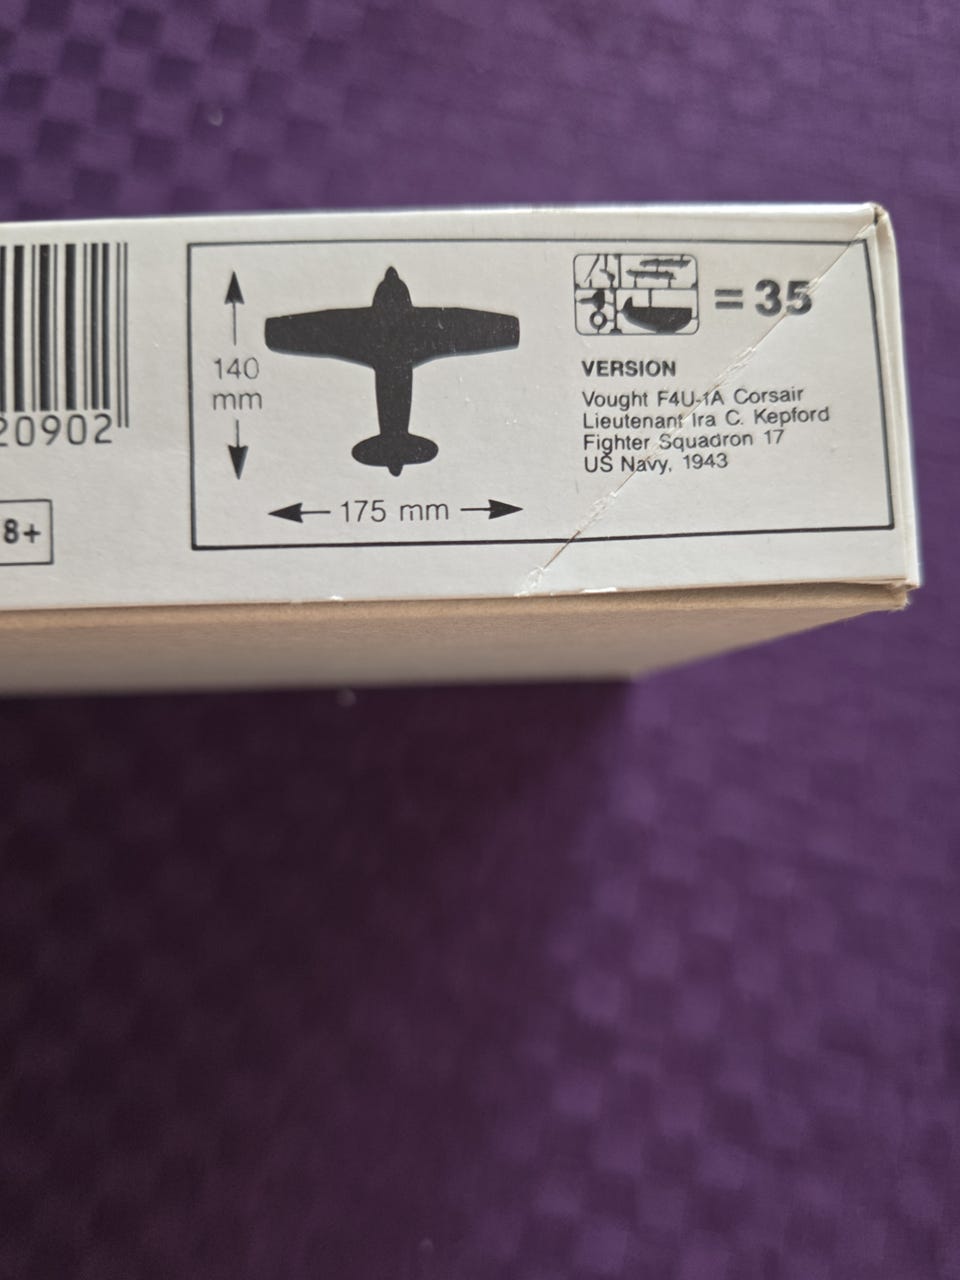 20902
8+
140
mm
175 mm
= 35
VERSION
Vought F4U-1A Corsair
Lieutenant Ira C. Kepford
Fighter Squadron 17
US Navy, 1943